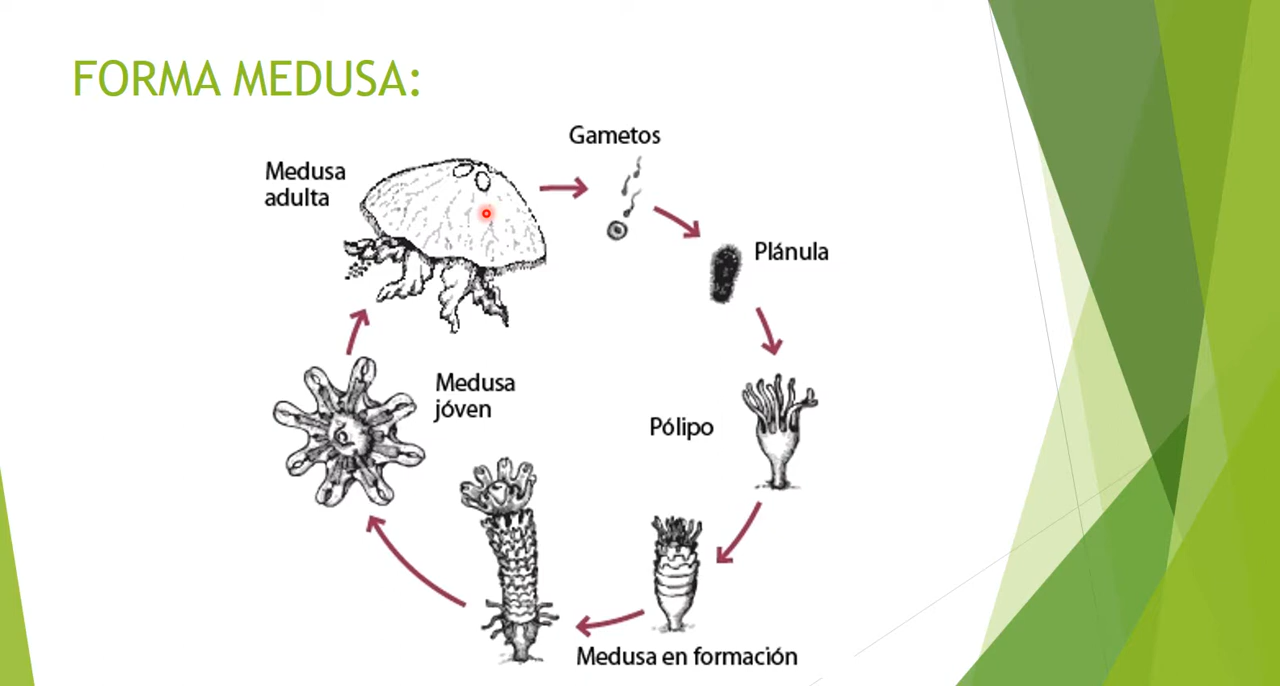 FORMA MEDUSA:
Gametos
Medusa
adulta
Plánula
Medusa
jóven
Pólipo
Medusa en formación